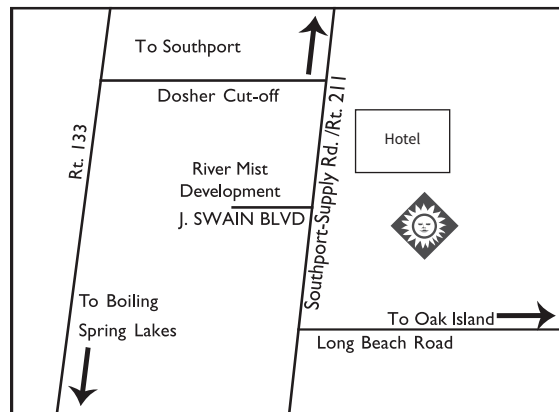 To Southport
Dosher Cut-off
Rt. 133
Southport-Supply Rd. /Rt. 211
Hotel
River Mist
Development
J. SWAIN BLVD
To Boiling
Spring Lakes
To Oak Island
Long Beach Road